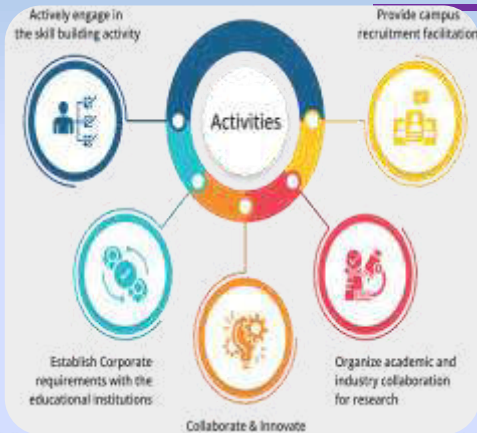 Actively engage in
the skill building activity
Provide campus
recruitment facilitation
Activities
Establish Corporate
requirements with the
educational institutions
Organize academic and
industry collaboration
for research
Collaborate & Innovate